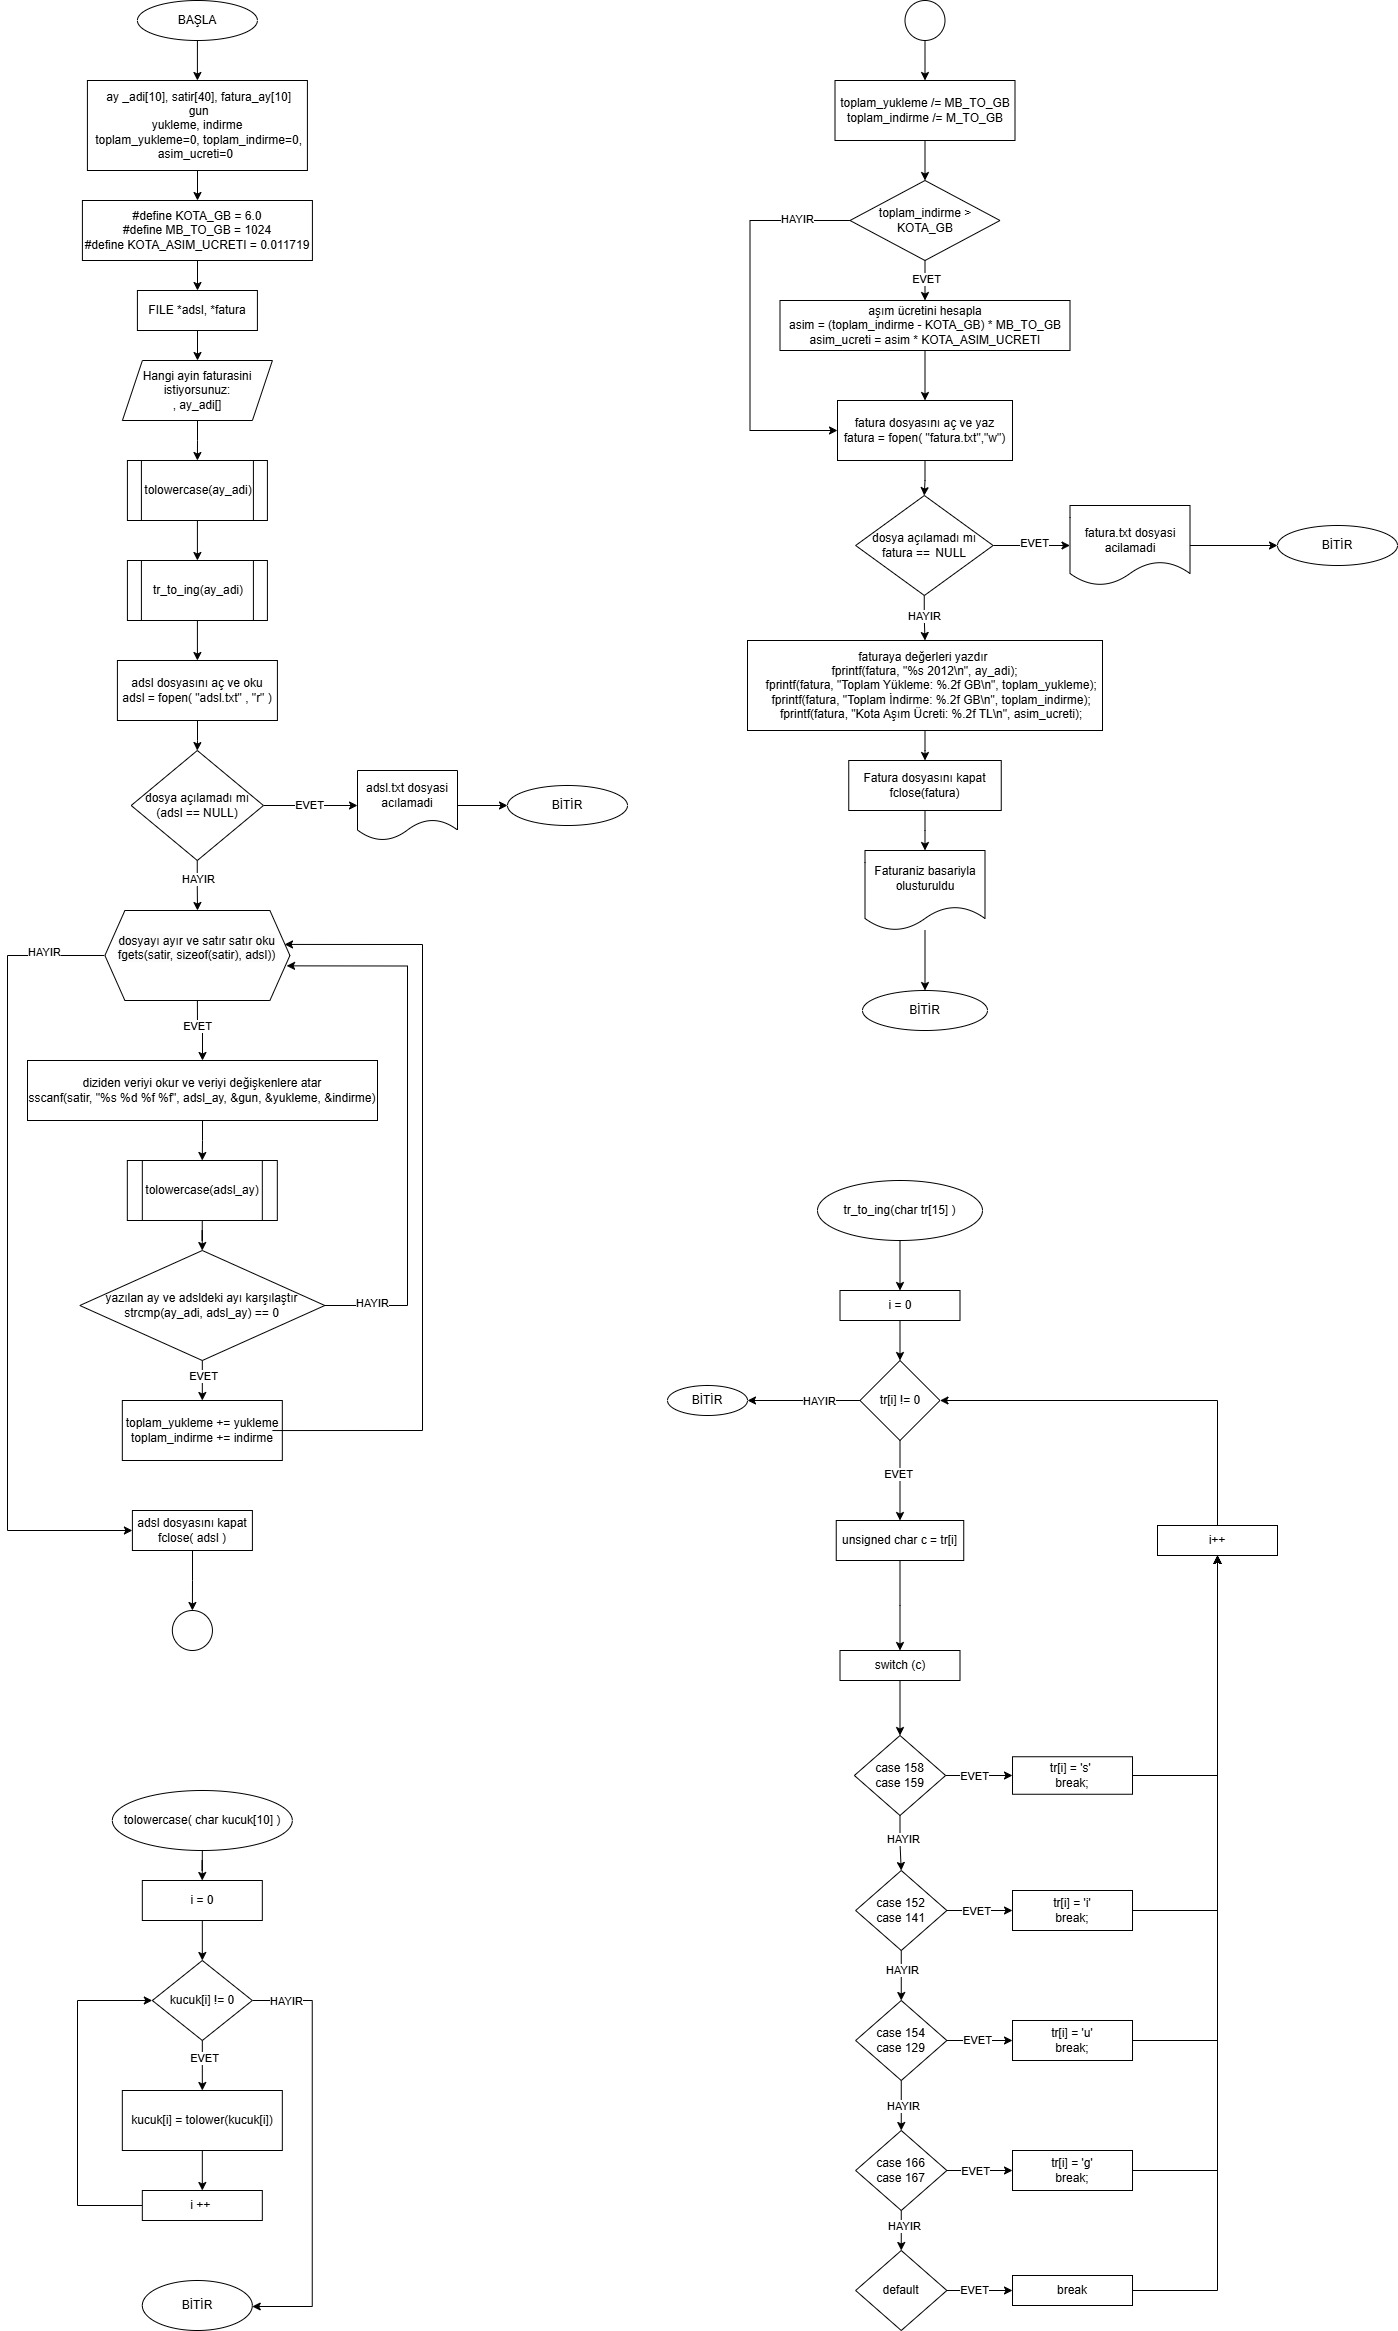 BAŞLA
ay _adi[10], satir[40], fatura_ay[10]
gun
yukleme, indirme
toplam_yukleme=0, toplam_indirme=0,
asim_ucreti=0
#define KOTA_GB = 6.0
#define MB_TO_GB = 1024
#define KOTA_ASIM_UCRETI = 0.011719
FILE *adsl, *fatura
Hangi ayin faturasini
istiyorsunuz:
, ay_adi[]
tolowercase(ay_adi)
tr_to_ing(ay_adi)
adsl dosyasını aç ve oku
adsl = fopen( "adsl.txt" , "r" )
dosya açılamadı mı
(adsl == NULL)
EVET
adsl.txt dosyasi
acılamadi
BİTİR
HAYIR
dosyayı ayır ve satır satır oku
fgets(satir, sizeof(satir), adsl))
HAYIR
EVET
diziden veriyi okur ve veriyi değişkenlere atar
sscanf(satir, "%s %d %f %f", adsl_ay, &gun, &yukleme, &indirme)
tolowercase(adsl_ay)
yazılan ay ve adsldeki ayı karşılaştır
strcmp(ay_adi, adsl_ay) == 0
HAYIR
EVET
toplam_yukleme += yukleme
toplam_indirme += indirme
adsl dosyasını kapat
fclose( adsl )
toplam_yukleme /= MB_TO_GB
toplam_indirme /= M_TO_GB
toplam_indirme >
KOTA_GB
HAYIR
EVET
aşım ücretini hesapla
asim = (toplam_indirme - KOTA_GB) * MB_TO_GB
asim_ucreti = asim * KOTA_ASIM_UCRETI
fatura dosyasını aç ve yaz
fatura = fopen( "fatura.txt","w")
dosya açılamadı mı
fatura == NULL
EVET
fatura.txt dosyasi
acilamadi
BİTİR
HAYIR
faturaya değerleri yazdır
fprintf(fatura, "%s 2012\n", ay_adi);
fprintf(fatura, "Toplam Yükleme: %.2f GB\n", toplam_yukleme);
fprintf(fatura, "Toplam İndirme: %.2f GB\n", toplam_indirme);
fprintf(fatura, "Kota Aşım Ücreti: %.2f TL\n", asim_ucreti);
Fatura dosyasını kapat
fclose(fatura)
Faturaniz basariyla
olusturuldu
BİTİR
tolowercase( char kucuk[10] )
i = 0
kucuk[i] != 0
HAYIR
EVET
kucuk[i] = tolower(kucuk[i])
i ++
BİTİR
tr_to_ing(char tr[15] )
i = 0
tr[i] != 0
HAYIR
BİTİR
EVET
unsigned char c = tr[i]
i++
switch (c)
case 158
case 159
EVET
tr[i] = 's'
break;
HAYIR
case 152
case 141
EVET
tr[i] = 'i'
break;
HAYIR
case 154
case 129
EVET
tr[i] = 'u'
break;
HAYIR
case 166
case 167
EVET
tr[i] = 'g'
break;
HAYIR
default
EVET
break